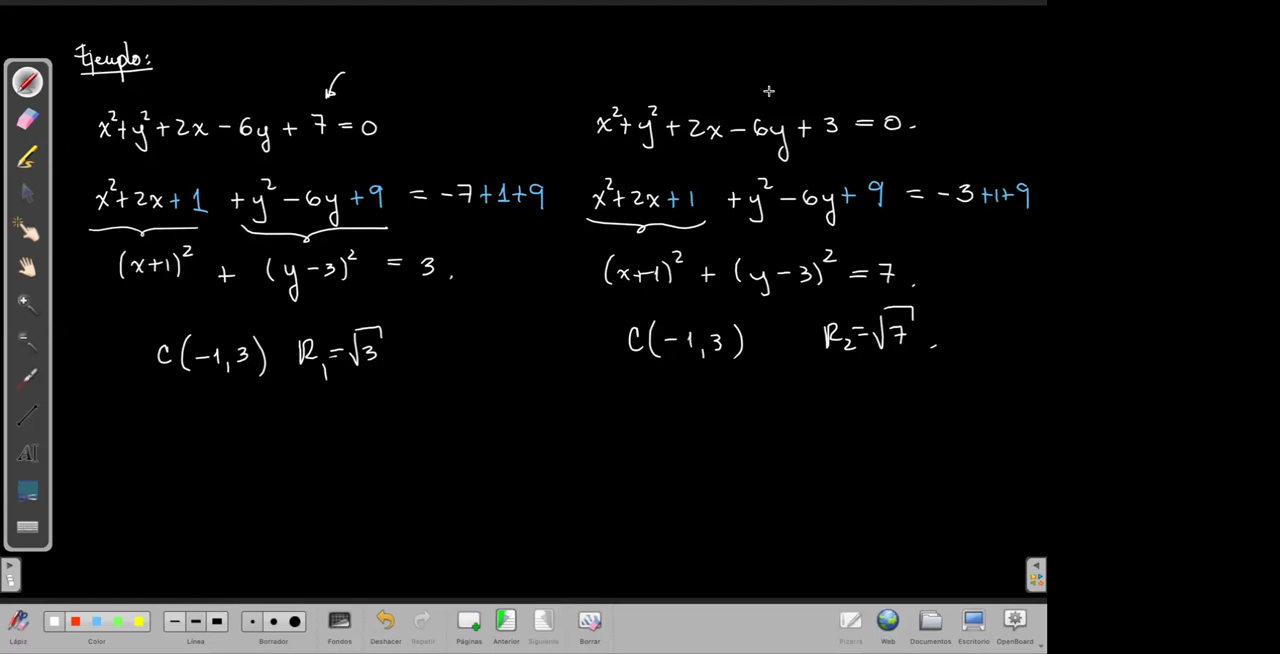 Ejemplo:
x²+y²+2x-6y+7=0
x²+2x+1 +y²-6y+9 = -7+1+9
(x+1)² + (y-3)² = 3.
C(-1,3) R₁=√3
x²+y²+2x-6y+3=0.
x²+2x+1 +y²-6y+9 = -3+1+9
(x+1)² + (y-3)² = 7.
C(-1,3) R₂=√7.
AI
Lápiz Color Línea Borrador Fondos Deshacer Repetir Páginas Anterior Siguiente Borrar Pizarra Web Documentos Escritorio OpenBoard